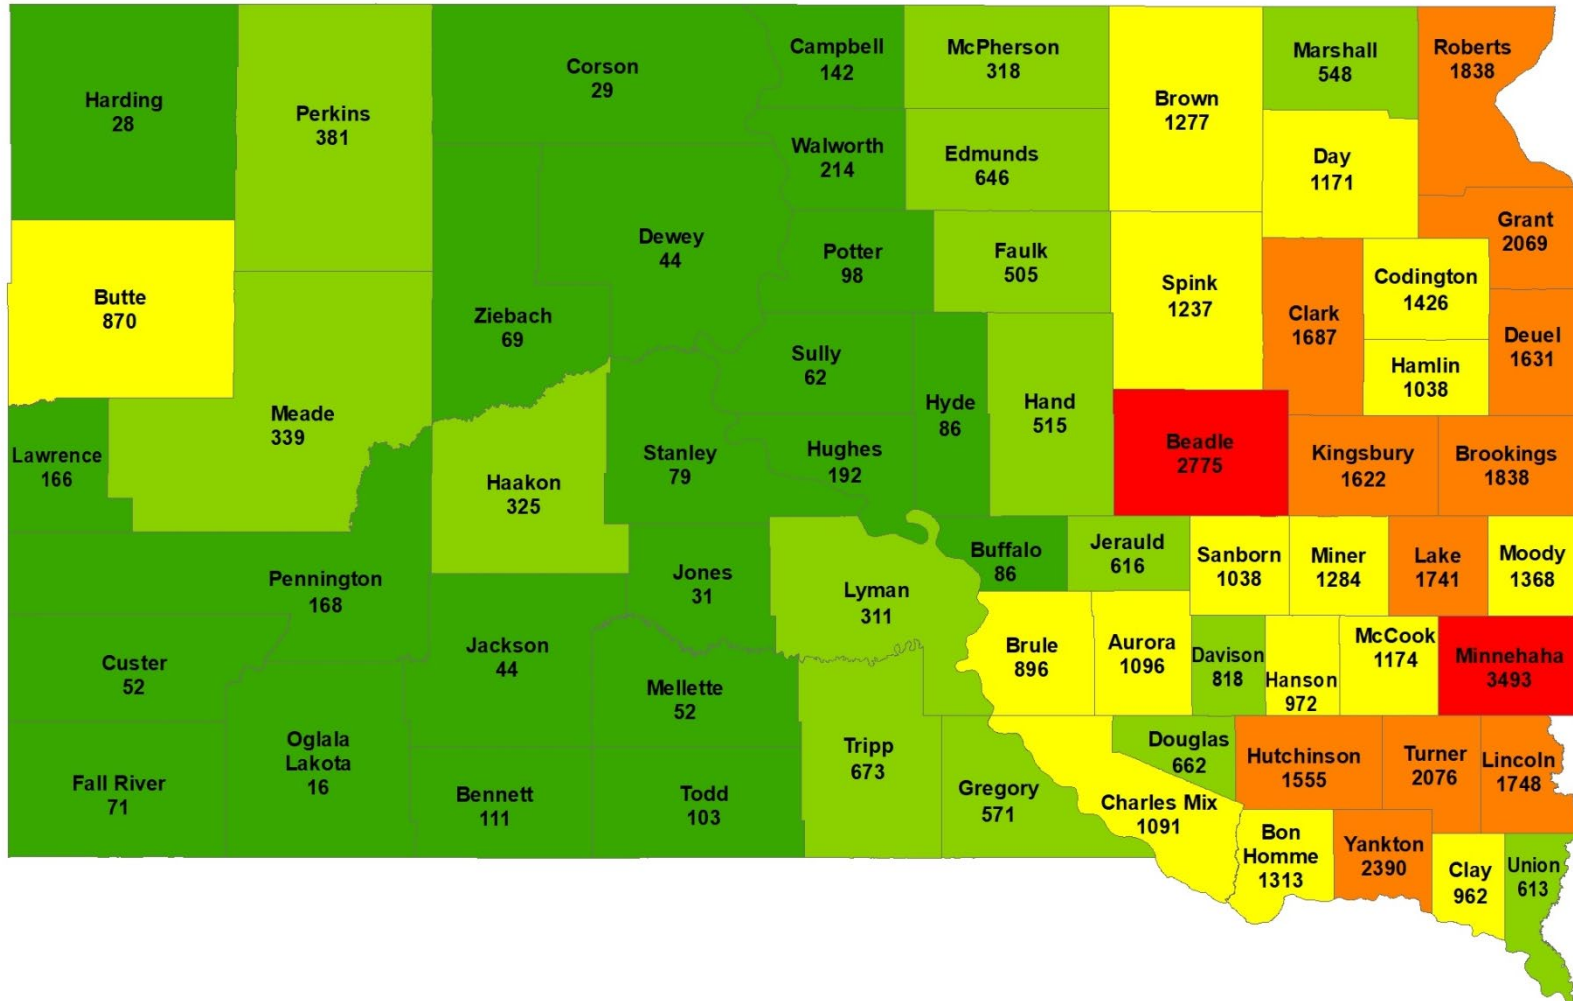 Harding
28
Perkins
381
Corson
29
Campbell
142
McPherson
318
Brown
1277
Marshall
548
Roberts
1838
Walworth
214
Edmunds
646
Day
1171
Butte
870
Ziebach
69
Dewey
44
Potter
98
Faulk
505
Spink
1237
Clark
1687
Codington
1426
Grant
2069
Hamlin
1038
Deuel
1631
Lawrence
166
Meade
339
Haakon
325
Stanley
79
Sully
62
Hughes
192
Hyde
86
Hand
515
Beadle
2775
Kingsbury
1622
Brookings
1838
Pennington
168
Jones
31
Lyman
311
Buffalo
86
Jerauld
616
Sanborn
1038
Miner
1284
Lake
1741
Moody
1368
Custer
52
Jackson
44
Mellette
52
Brule
896
Aurora
1096
Davison
818
Hanson
972
McCook
1174
Minnehaha
3493
Fall River
71
Oglala
Lakota
16
Bennett
111
Todd
103
Tripp
673
Gregory
571
Charles Mix
1091
Douglas
662
Hutchinson
1555
Turner
2076
Lincoln
1748
Bon
Homme
1313
Yankton
2390
Clay
962
Union
613